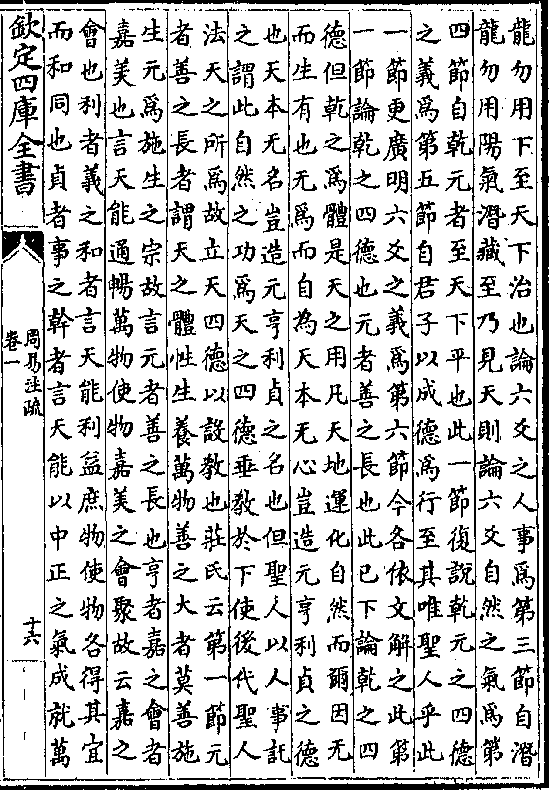 龍勿用下至天下治也論六爻之人事為第三節自潛
龍勿用陽氣潛藏至乃見天則論六爻自然之氣為第
四節自乾元者至天下平也此一節復說乾元之四德
之義為第五節自君子以成德為行至其唯聖人乎此
一節更廣明六爻之義為第六節今各依文解之此第
一節論乾之四德也元者善之長也此已下論乾之四
德但乾之為體是天之用凡天地運化自然而爾因无
而生有也无為而自為天本无心豈造元亨利貞之德
也天本无名豈造元亨利貞之名也但聖人以人事託
之謂此自然之功為天之四德垂教於下使後代聖人
法天之所為故立天四德以設教也莊氏云第一節元
者善之長者謂天之體性生養萬物善之大者莫善施
生元為施生之宗故言元者善之長也亨者嘉之會者
嘉美也言天能通暢萬物使物嘉美之會聚故云嘉之
會也利者義之和者言天能利益庶物使物各得其宜
而和同也貞者事之幹者言天能以中正之氣成就萬
欽定四庫全書
周易注疏
卷一
十六